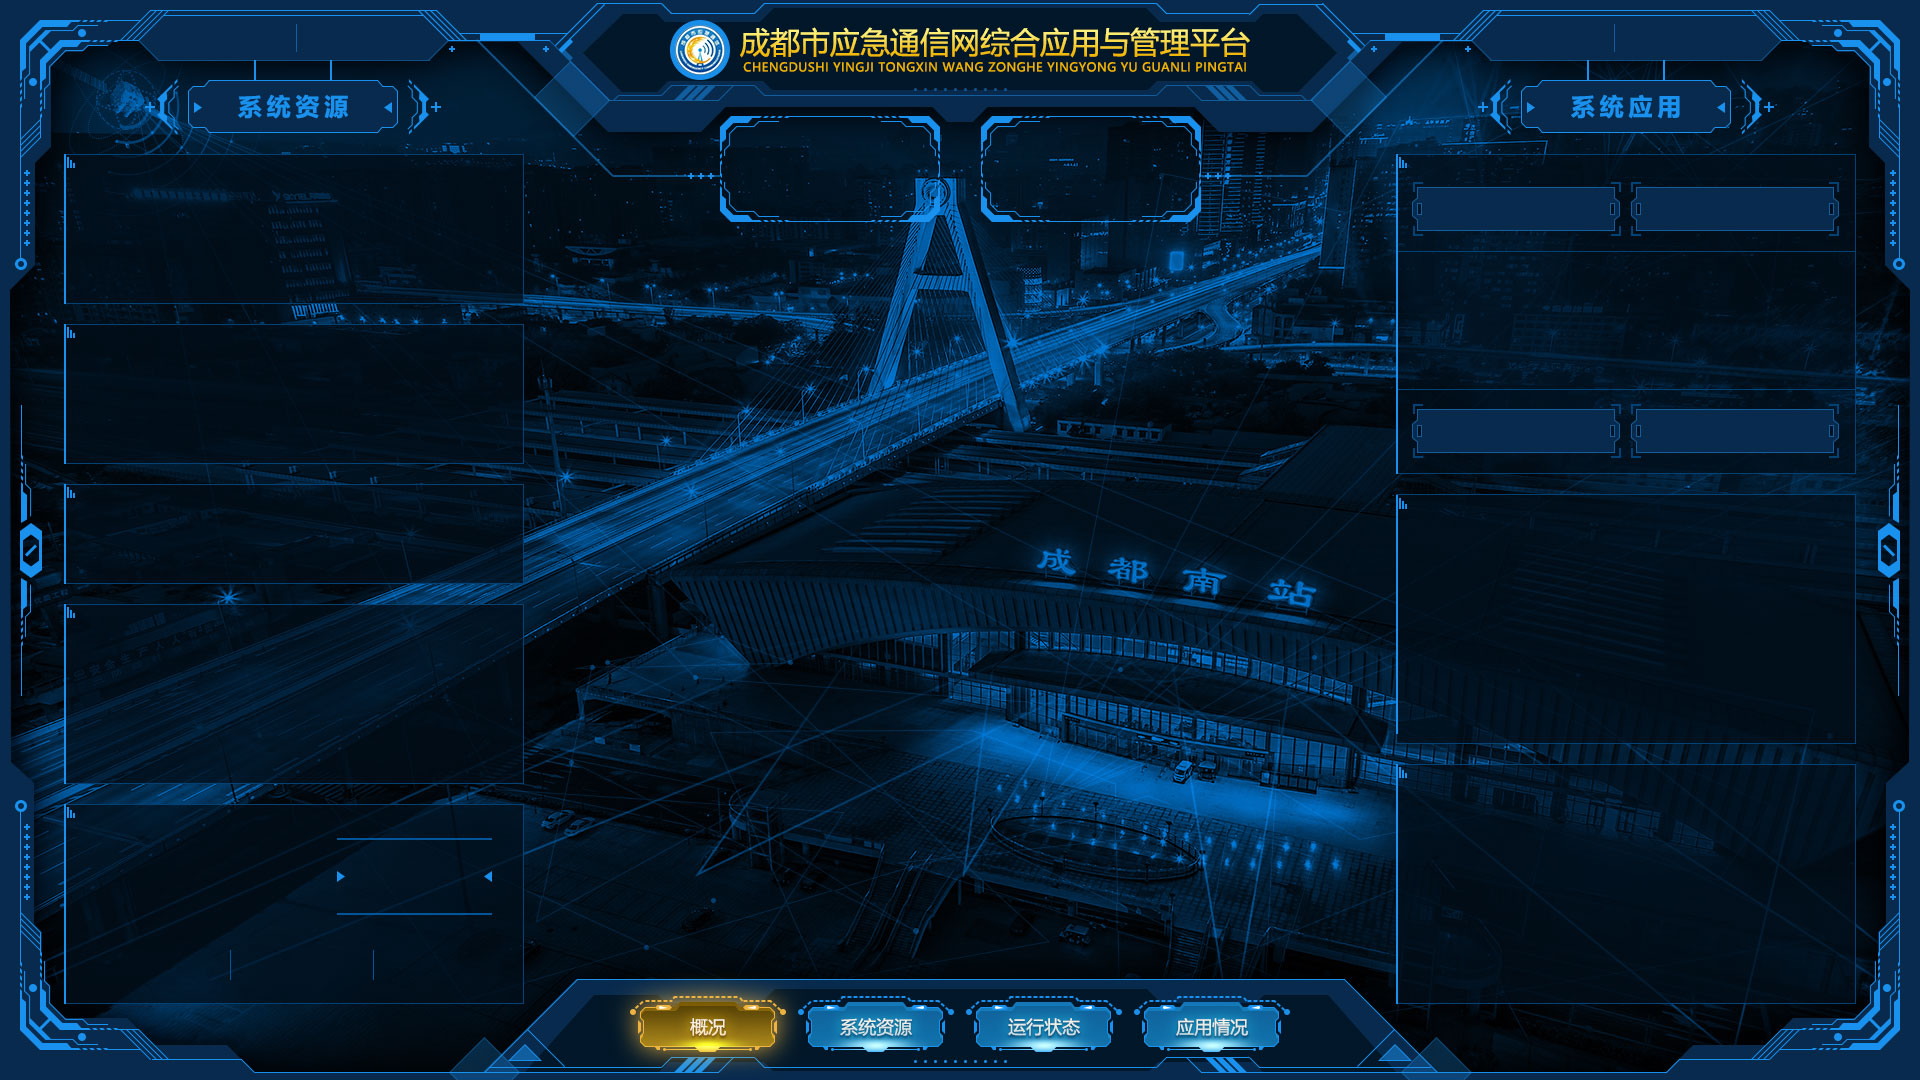 成都市应急通信网综合应用与管理平台
CHENGDUSHI YINGJI TONGXIN WANG ZONGHE YINGYONG YU GUANLI PINGTAI
系统资源
系统应用
成都南站
概况
系统资源
运行状态
应用情况